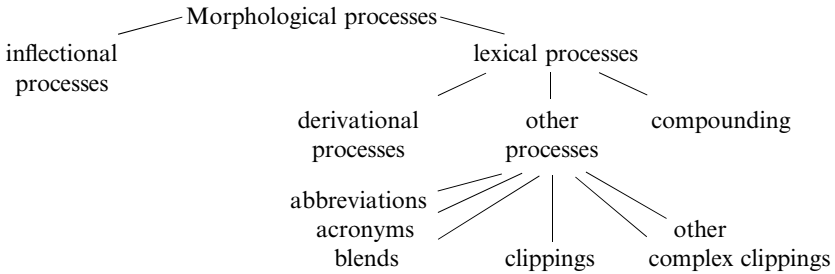 Morphological processes
inflectional
processes
lexical processes
derivational
processes
other
processes
compounding
abbreviations
acronyms
blends
clippings
other
complex clippings